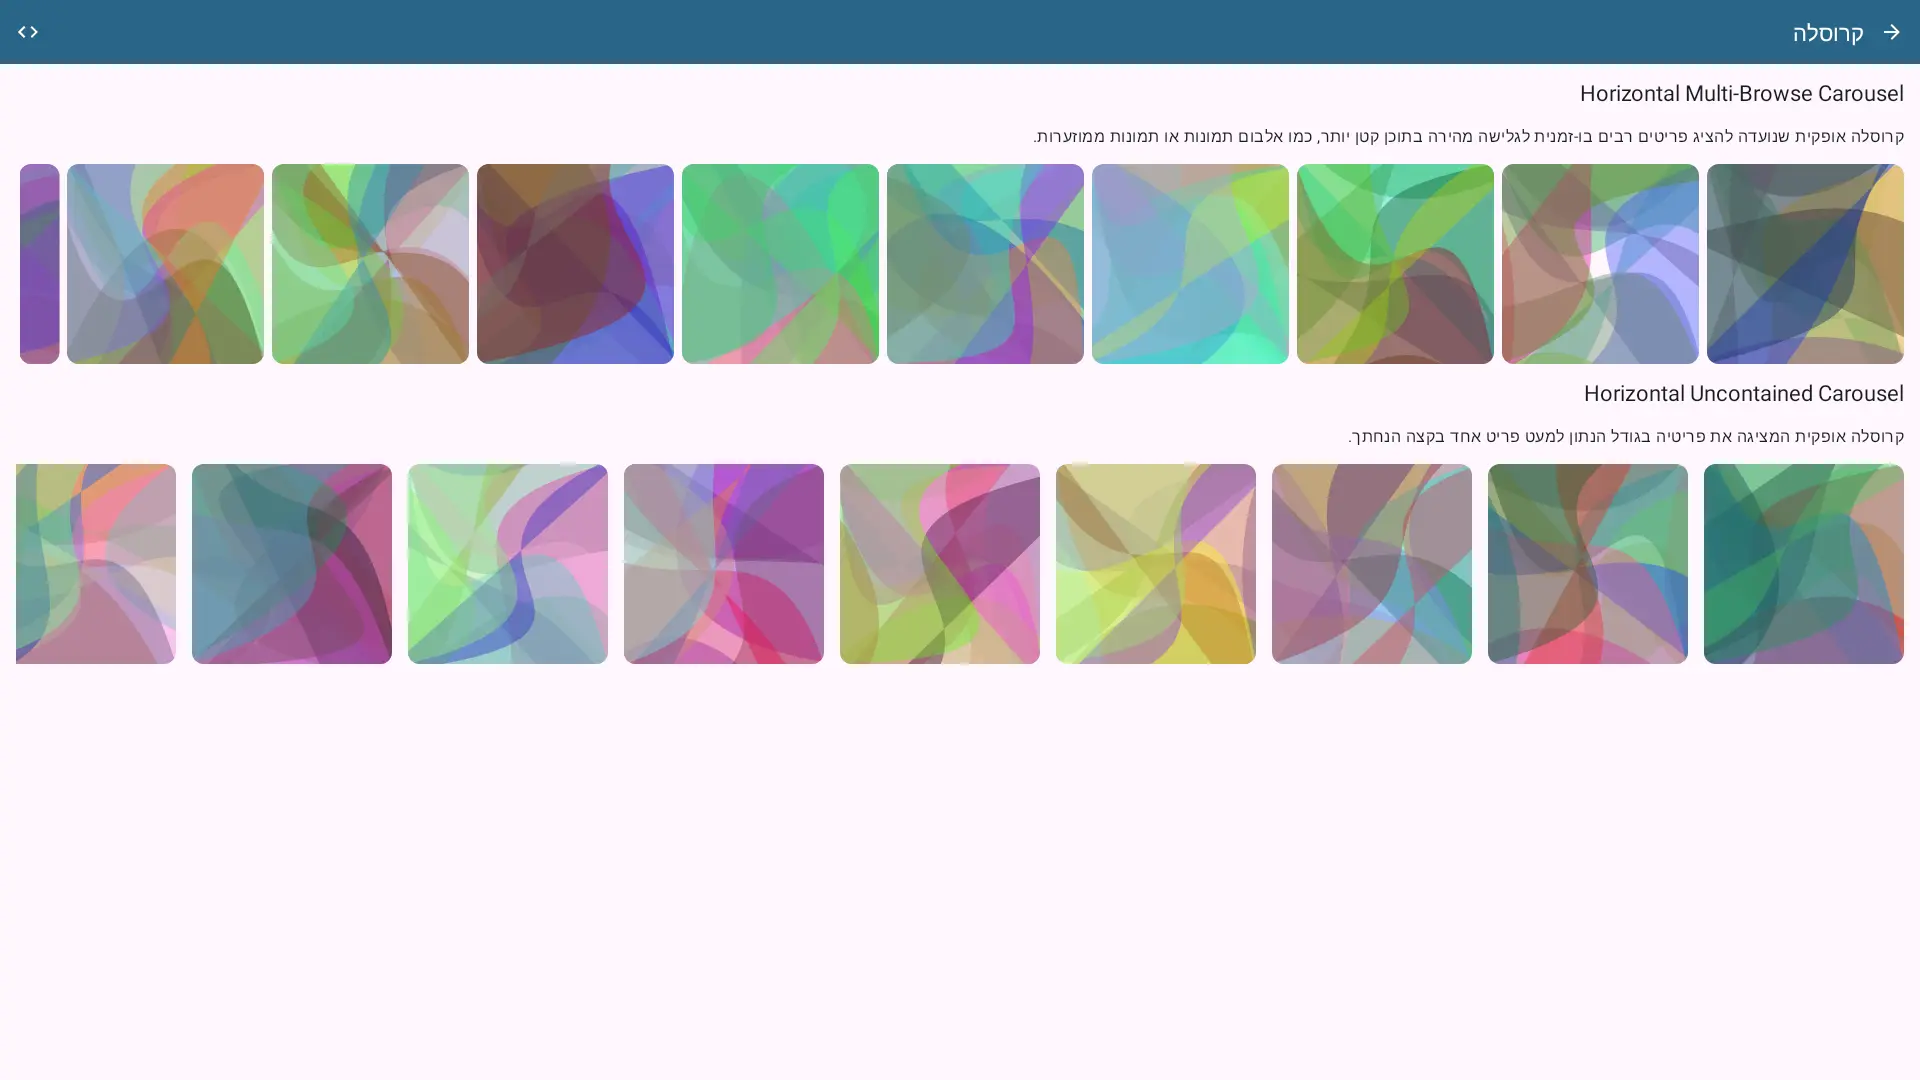 קרוסלה
Horizontal Multi-Browse Carousel
קרוסלה אופקית שנועדה להציג פריטים רבים בו-זמנית לגלישה מהירה בתוכן קטן יותר, כמו אלבום תמונות או תמונות ממוזערות.
Horizontal Uncontained Carousel
קרוסלה אופקית המציגה את פריטיה בגודל הנתון למעט פריט אחד בקצה הנחתך.